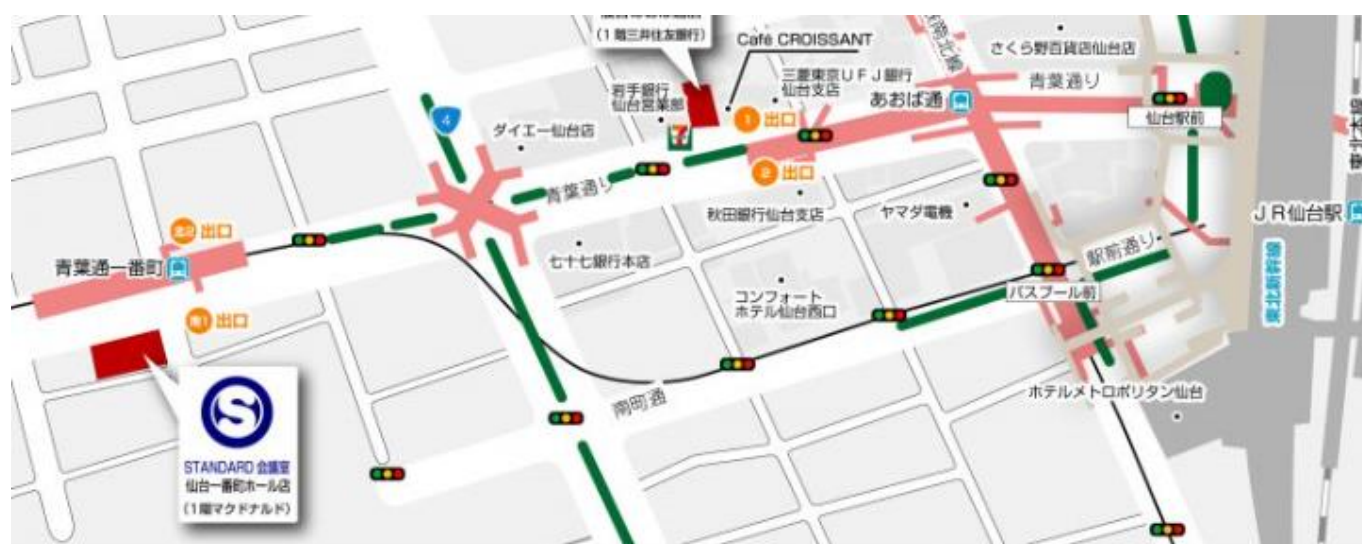 (1階三井住友銀行)
Café CROISSANT
さくら野百貨店仙台店
青葉通り
三菱東京UFJ銀行
仙台支店
あおば通
岩手銀行
仙台営業部
1 出口
仙台駅前
4
ダイエー仙台店
7
青葉通り
2 出口
秋田銀行仙台支店
ヤマダ電機
JR仙台駅
北2 出口
青葉通一番町
七十七銀行本店
駅前通り
東北新幹線
コンフォート
ホテル仙台西口
バスプール前
南1 出口
南町通
ホテルメトロポリタン仙台
S
STANDARD 会議室
仙台一番町ホール店
(1階マクドナルド)